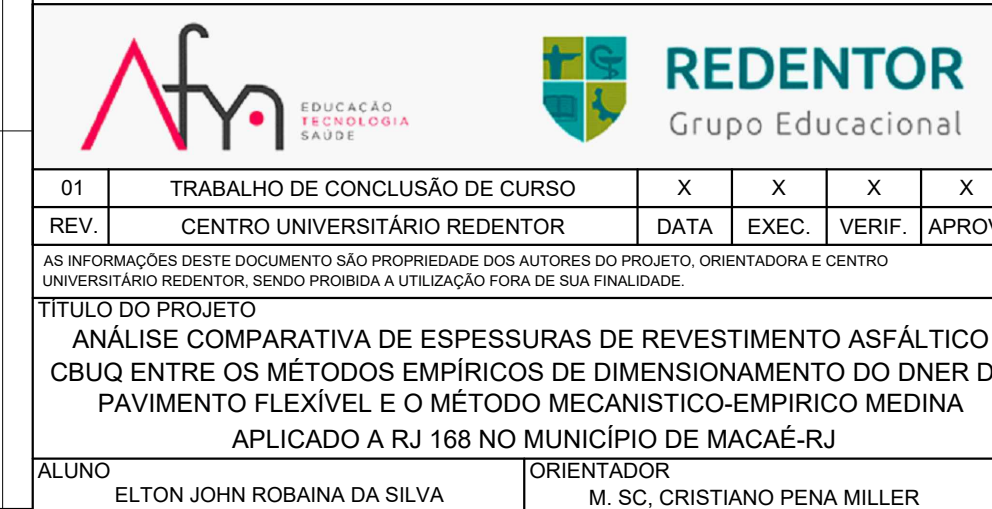 Afya
EDUCAÇÃO
TECNOLOGIA
SAÚDE
REDENTOR
Grupo Educacional
01 TRABALHO DE CONCLUSÃO DE CURSO X X X X
REV. CENTRO UNIVERSITÁRIO REDENTOR DATA EXEC. VERIF. APROV
AS INFORMAÇÕES DESTE DOCUMENTO SÃO PROPRIEDADE DOS AUTORES DO PROJETO, ORIENTADORA E CENTRO
UNIVERSITÁRIO REDENTOR, SENDO PROIBIDA A UTILIZAÇÃO FORA DE SUA FINALIDADE.
TÍTULO DO PROJETO
ANÁLISE COMPARATIVA DE ESPESSURAS DE REVESTIMENTO ASFÁLTICO
CBUQ ENTRE OS MÉTODOS EMPÍRICOS DE DIMENSIONAMENTO DO DNER D
PAVIMENTO FLEXÍVEL E O MÉTODO MECANISTICO-EMPIRICO MEDINA
APLICADO A RJ 168 NO MUNICÍPIO DE MACAÉ-RJ
ALUNO
ELTON JOHN ROBAINA DA SILVA
ORIENTADOR
M. SC, CRISTIANO PENA MILLER